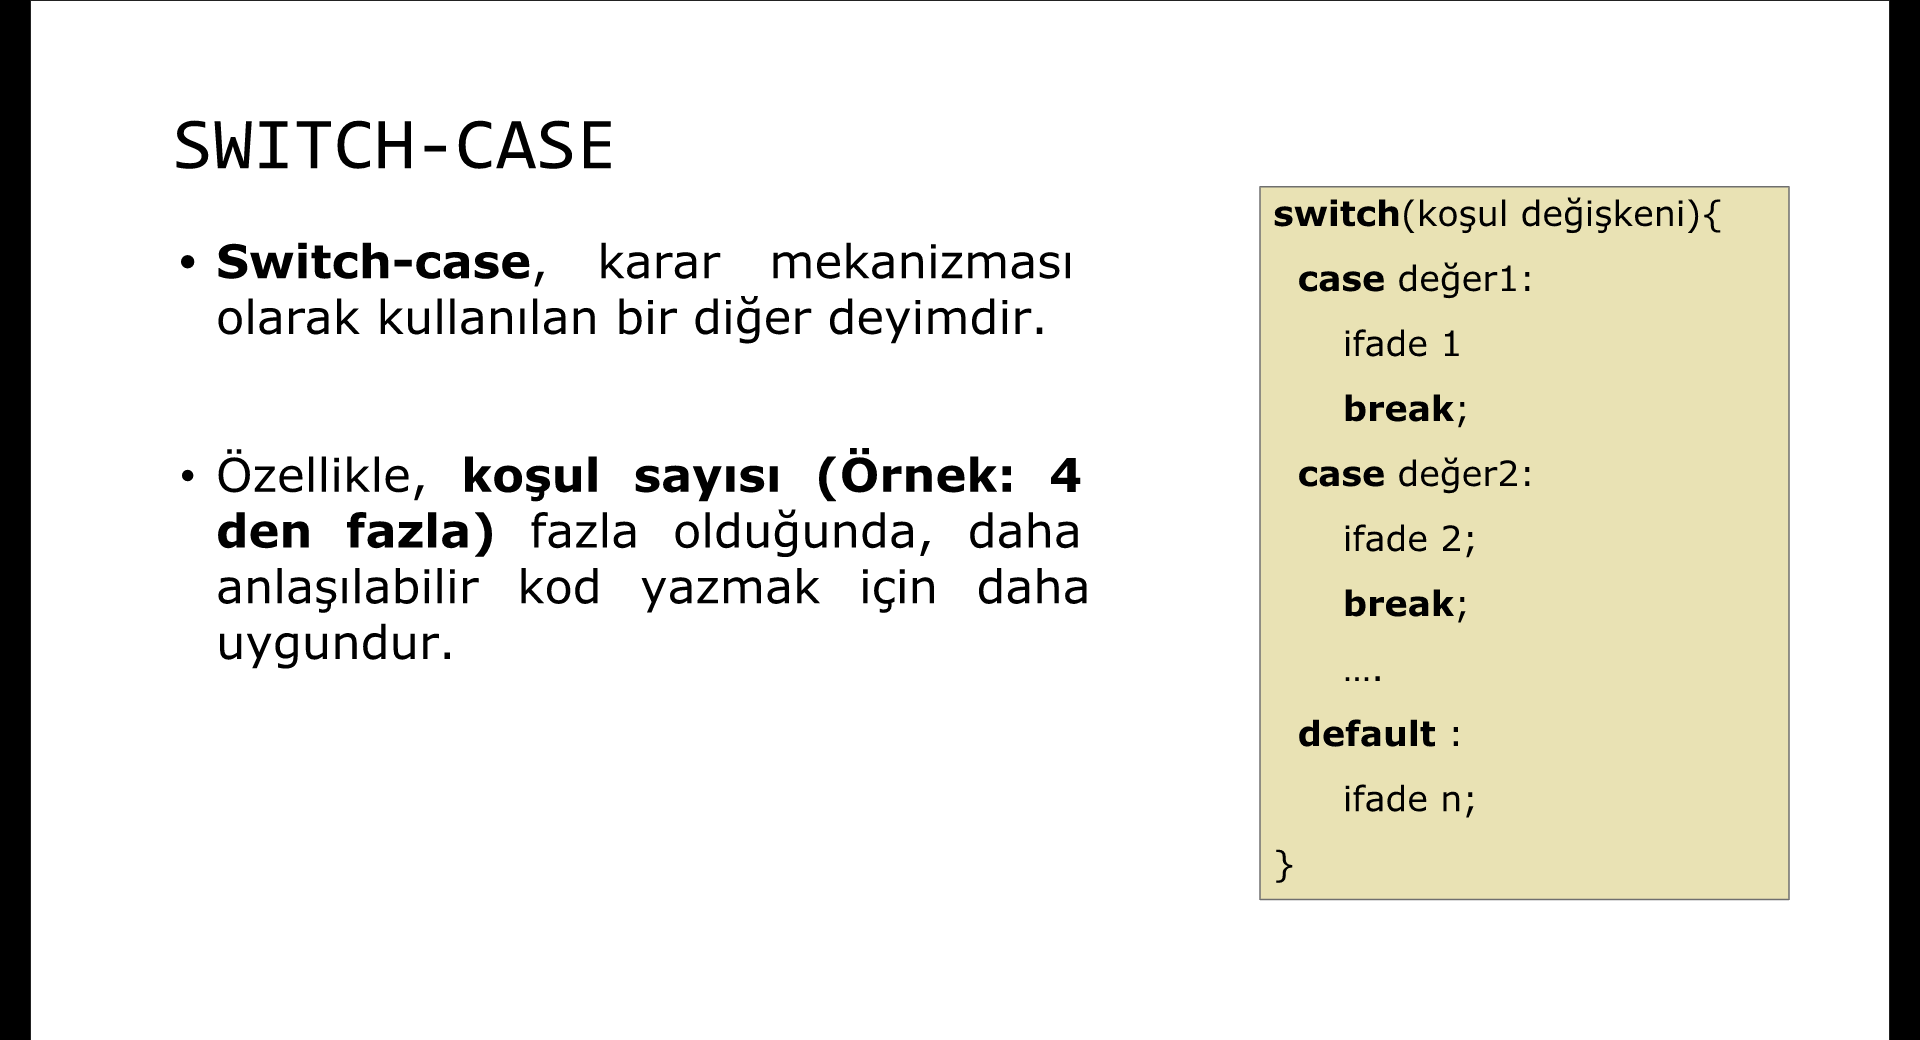 SWITCH-CASE
• Switch-case, karar mekanizması
olarak kullanılan bir diğer deyimdir.
• Özellikle, koşul sayısı (Örnek: 4
den fazla) fazla olduğunda, daha
anlaşılabilir kod yazmak için daha
uygundur.
switch(koşul değişkeni){
case değer1:
ifade 1
break;
case değer2:
ifade 2;
break;
….
default :
ifade n;
}